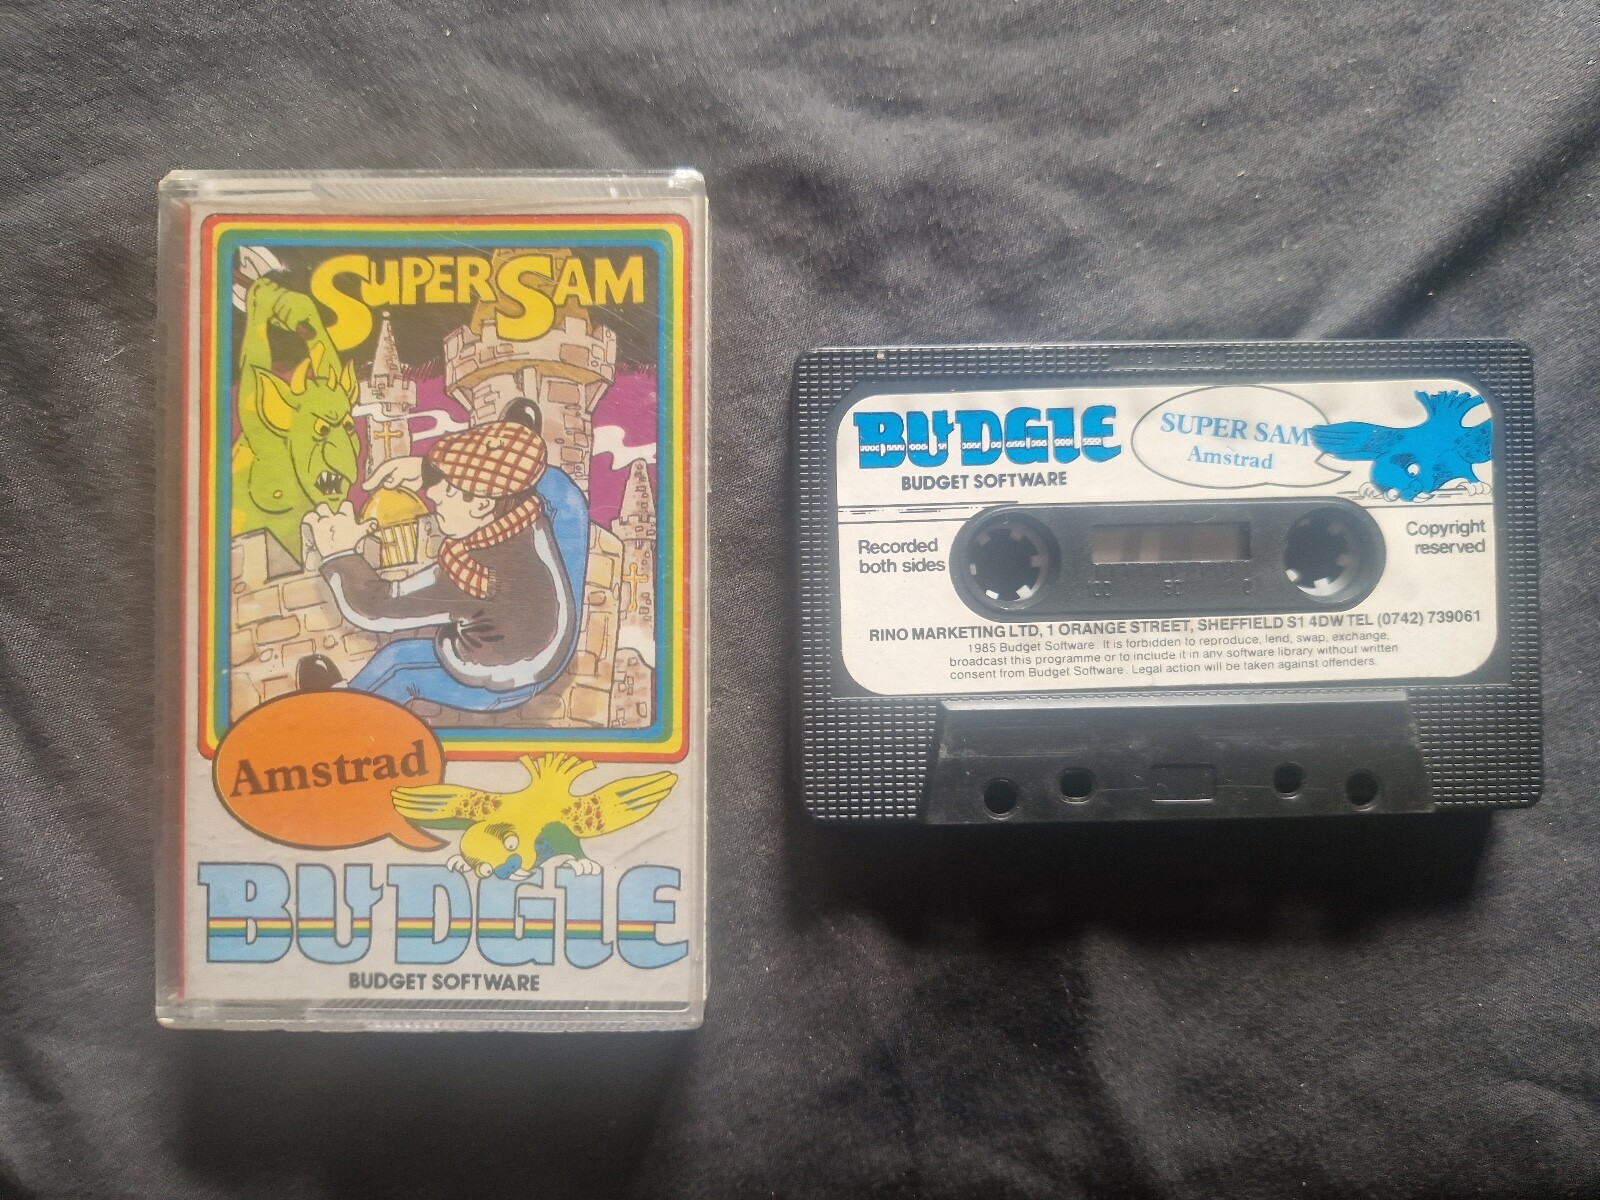 SUPER SAM
Amstrad
BUDGIE
BUDGET SOFTWARE
BUDGIE
BUDGET SOFTWARE
SUPER SAM
Amstrad
Recorded
both sides
Copyright
reserved
100 50 0
RINO MARKETING LTD, 1 ORANGE STREET, SHEFFIELD S1 4DW TEL (0742) 739061
1985 Budget Software. It is forbidden to reproduce, lend, swap, exchange,
broadcast this programme or to include it in any software library without written
consent from Budget Software. Legal action will be taken against offenders.